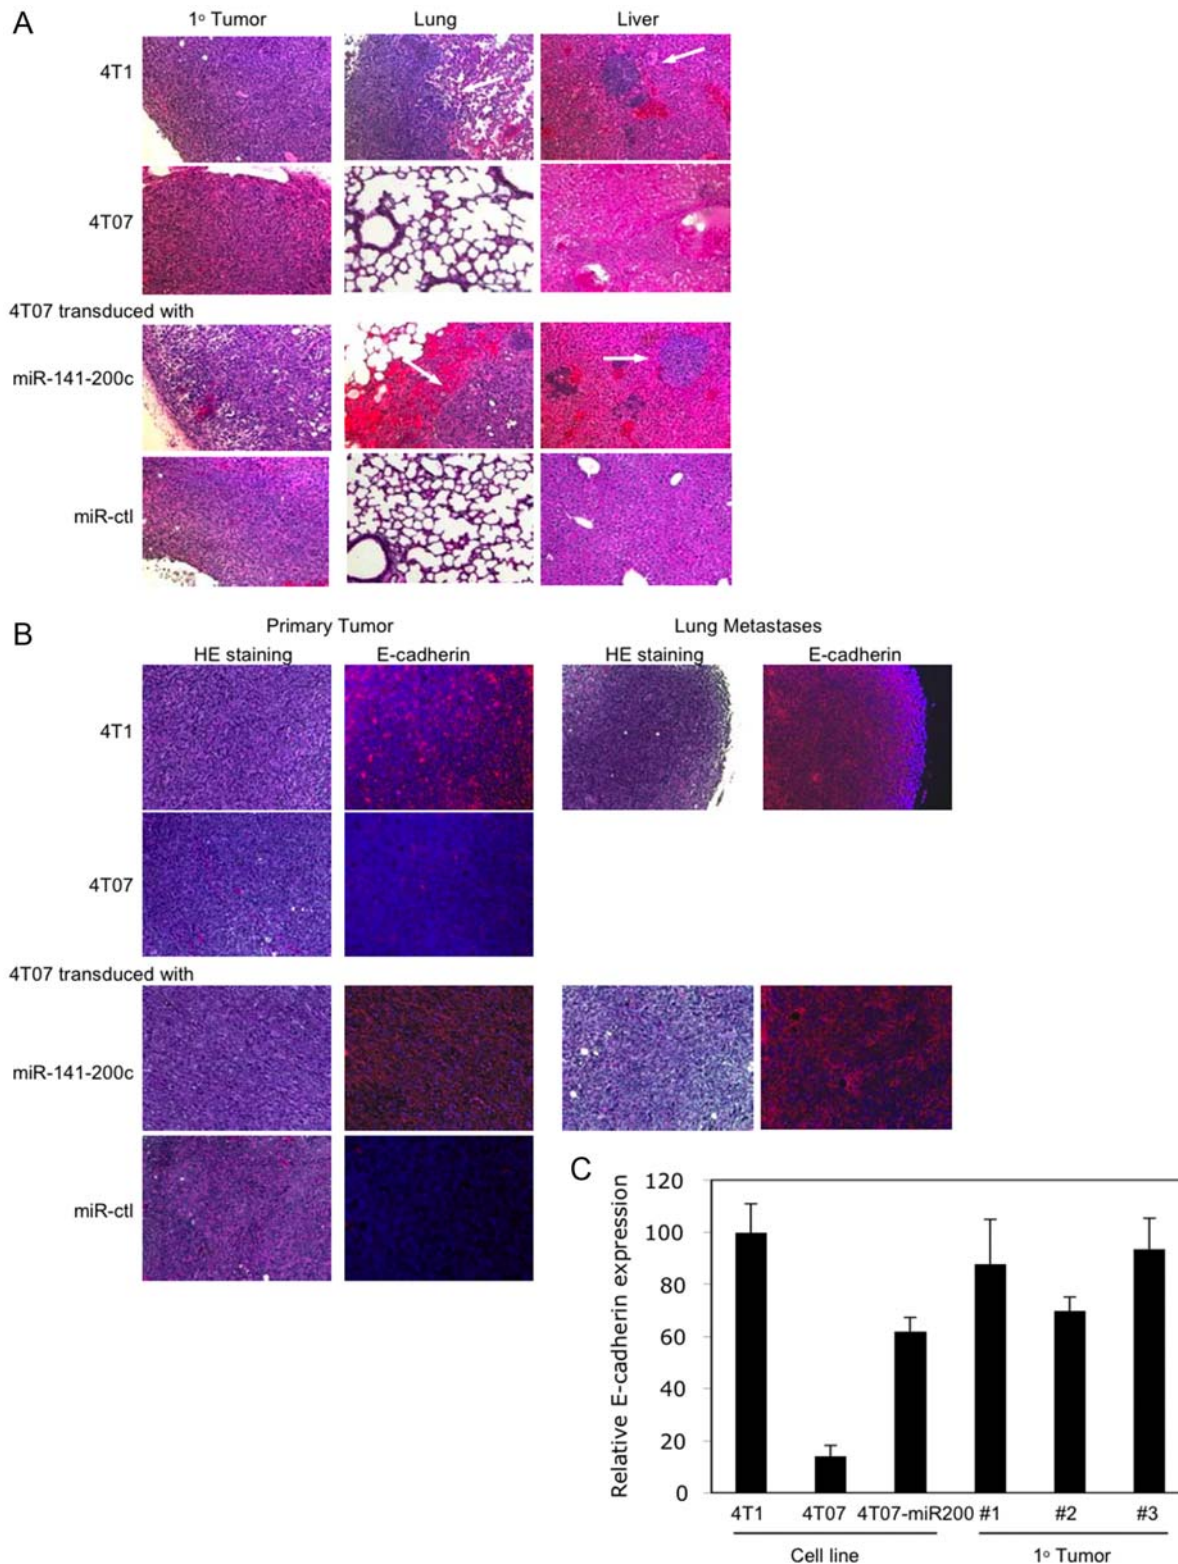 A
1º Tumor Lung Liver
4T1
4T07
4T07 transduced with
miR-141-200c
miR-ctl
B
Primary Tumor Lung Metastases
HE staining E-cadherin HE staining E-cadherin
4T1
4T07
4T07 transduced with
miR-141-200c
miR-ctl
C
Relative E-cadherin expression
120
100
80
60
40
20
0
4T1 4T07 4T07-miR200 #1 #2 #3
Cell line 1º Tumor